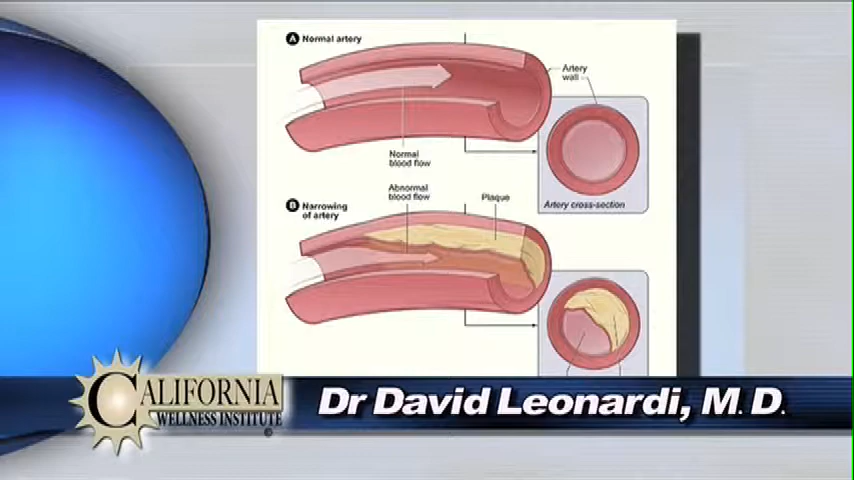 A Normal artery
Artery
wall
Normal
blood flow
Artery cross-section
Abnormal
blood flow
Plaque
B Narrowing
of artery
CALIFORNIA
WELLNESS INSTITUTE
©
Dr David Leonardi, M.D.